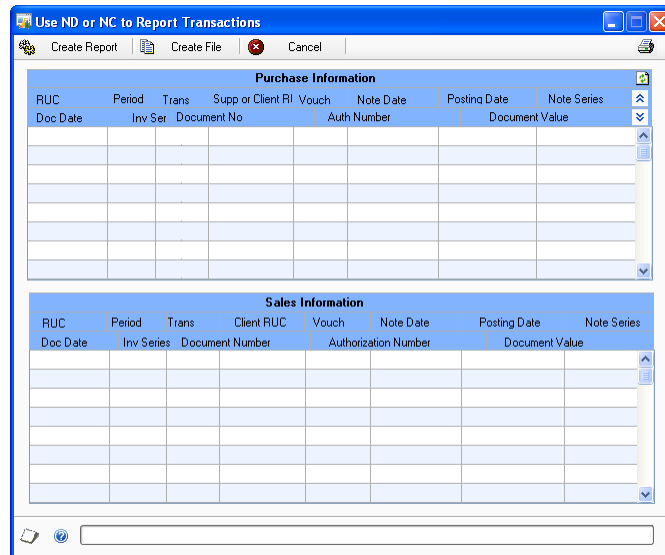 Use ND or NC to Report Transactions
Create Report Create File Cancel
Purchase Information
RUC Period Trans Supp or Client RU Vouch Note Date Posting Date Note Series
Doc Date Inv Ser Document No Auth Number Document Value
Sales Information
RUC Period Trans Client RUC Vouch Note Date Posting Date Note Series
Doc Date Inv Series Document Number Authorization Number Document Value